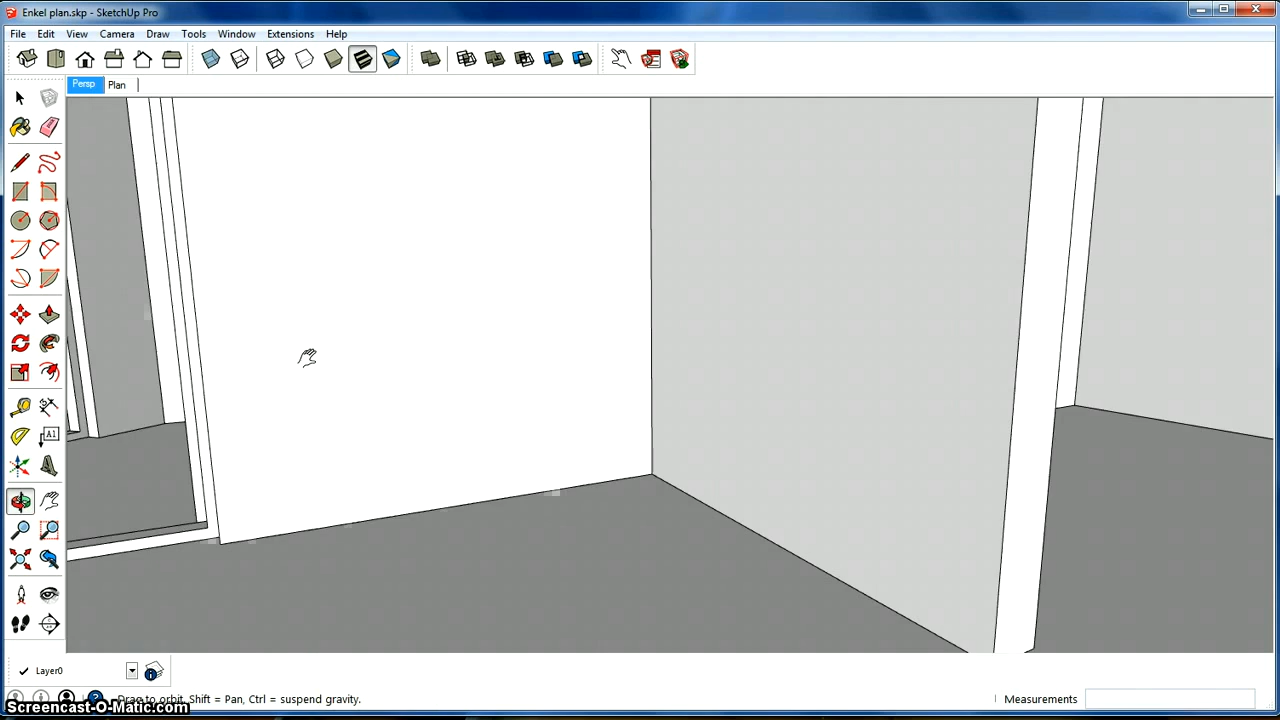 Enkel plan.skp - SketchUp Pro
File Edit View Camera Draw Tools Window Extensions Help
Persp Plan
A1
Layer0
Drag to orbit. Shift = Pan, Ctrl = suspend gravity.
Measurements
Screencast-O-Matic.com